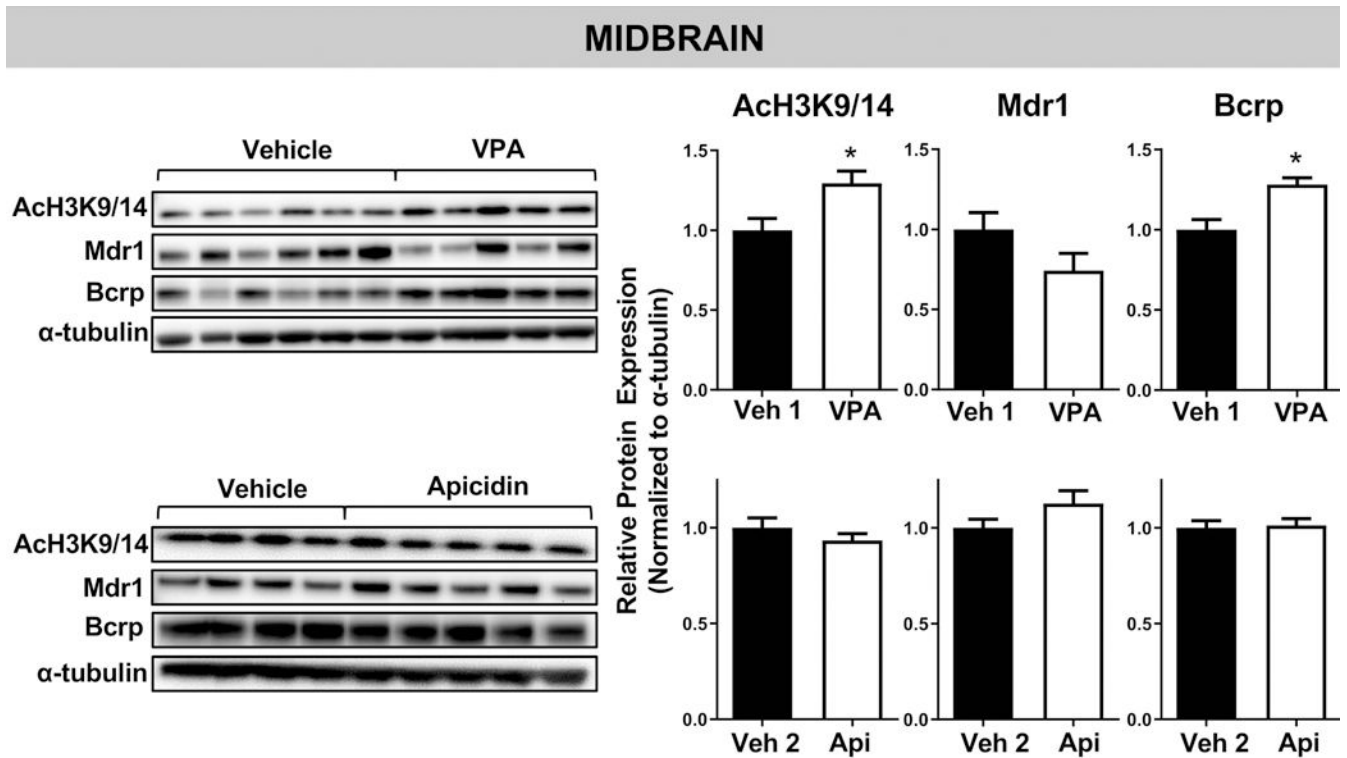 MIDBRAIN
Vehicle VPA
AcH3K9/14
Mdr1
Bcrp
α-tubulin
Vehicle Apicidin
AcH3K9/14
Mdr1
Bcrp
α-tubulin
Relative Protein Expression
(Normalized to α-tubulin)
AcH3K9/14 Mdr1 Bcrp
1.5 1.5 1.5
* *
1.0 1.0 1.0
0.5 0.5 0.5
0.0 0.0 0.0
Veh 1 VPA Veh 1 VPA Veh 1 VPA
1.0 1.0 1.0
0.5 0.5 0.5
0.0 0.0 0.0
Veh 2 Api Veh 2 Api Veh 2 Api